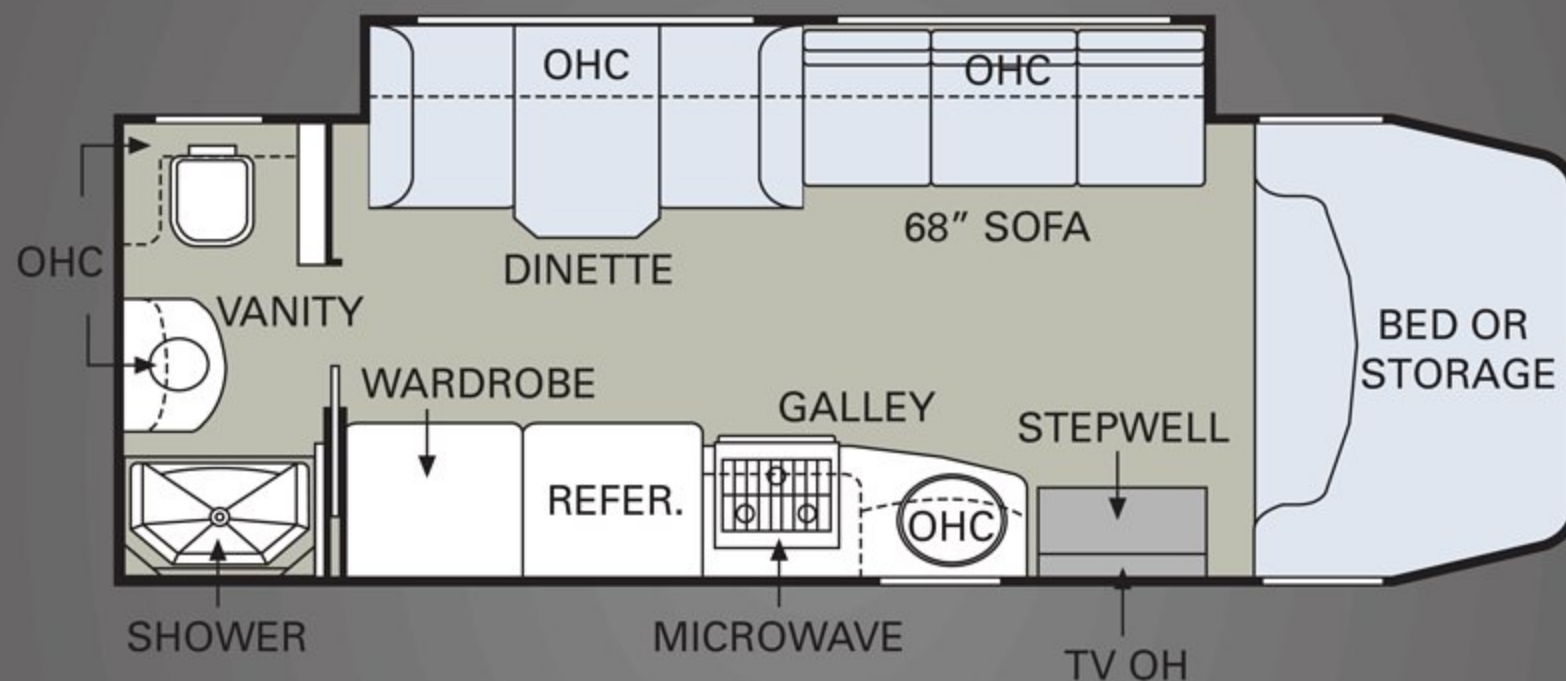 OHC
OHC
68” SOFA
OHC
DINETTE
VANITY
BED OR
STORAGE
WARDROBE
GALLEY
STEPWELL
REFER.
OHC
SHOWER
MICROWAVE
TV OH